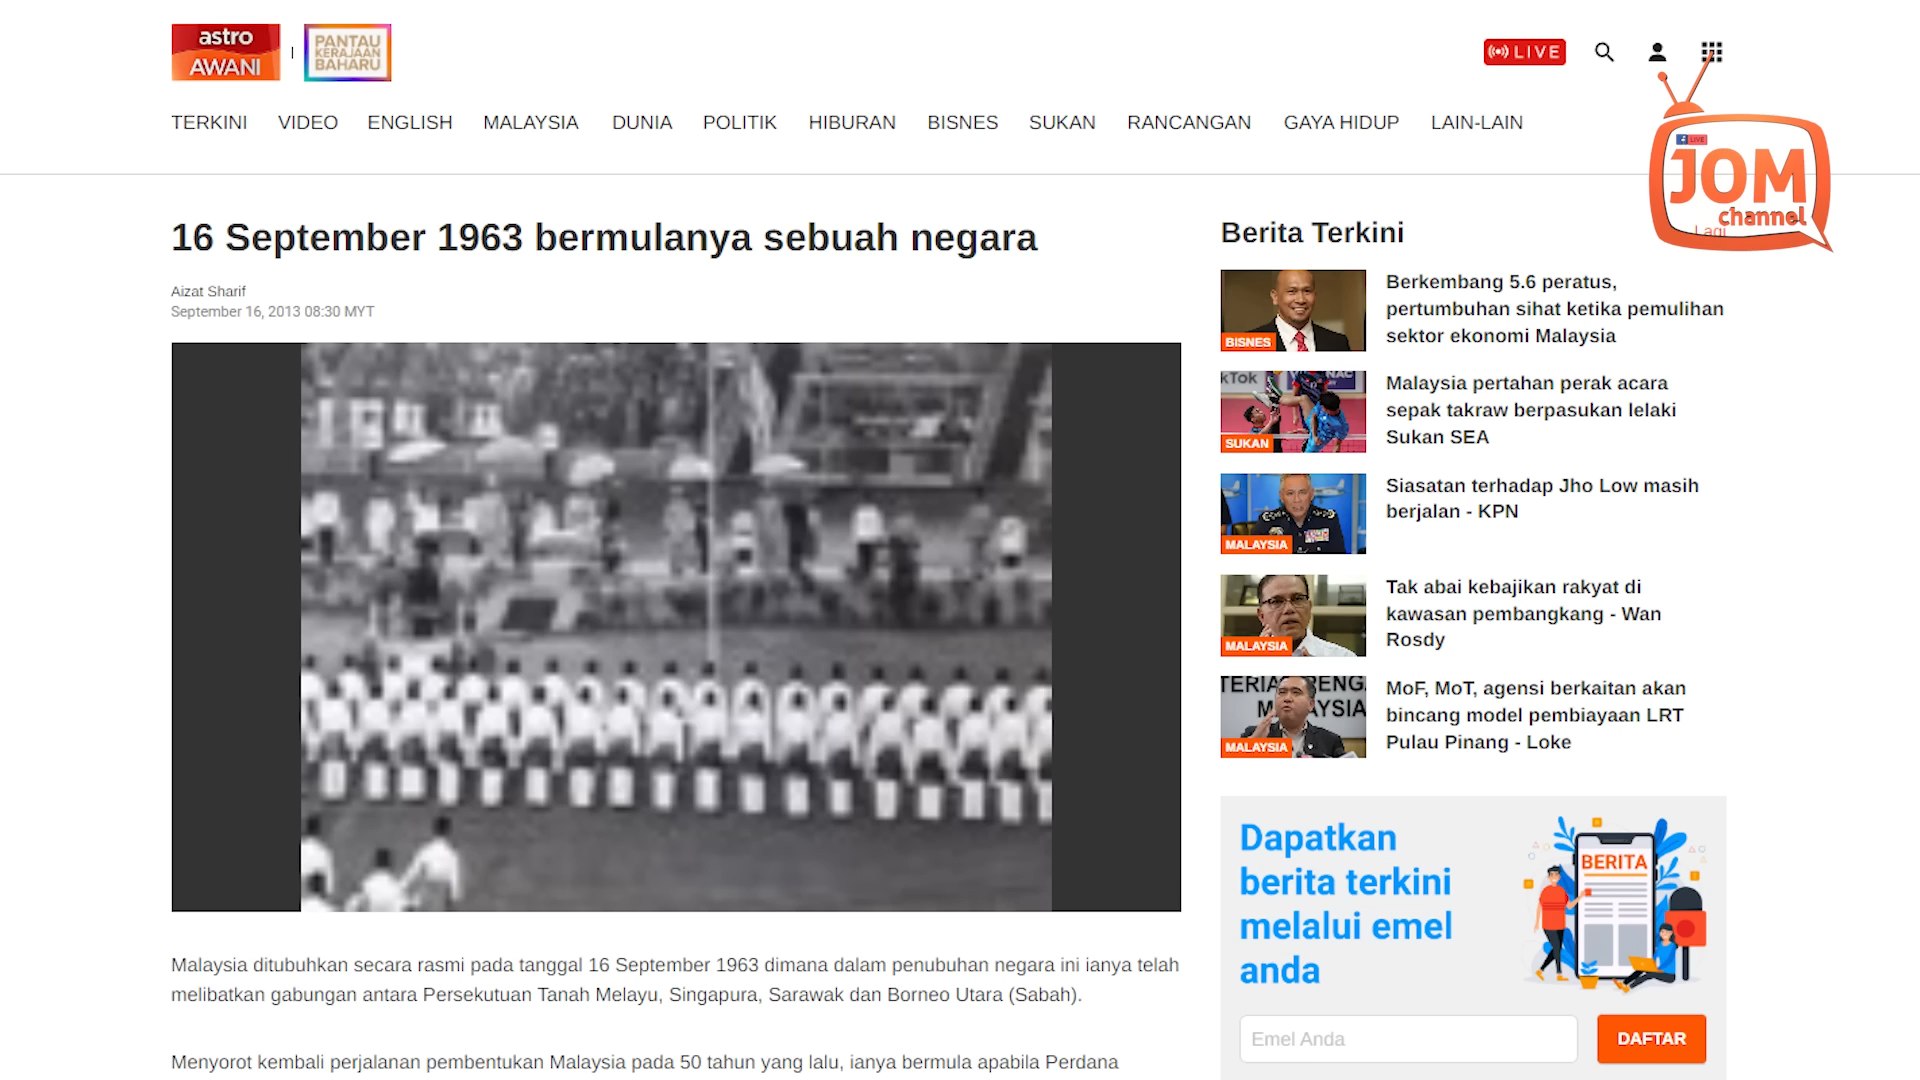 astro
AWANI
PANTAU
KERAJAAN
BAHARU
LIVE
TERKINI VIDEO ENGLISH MALAYSIA DUNIA POLITIK HIBURAN BISNES SUKAN RANCANGAN GAYA HIDUP LAIN-LAIN
LIVE
JOM
channel
Lagi
16 September 1963 bermulanya sebuah negara
Aizat Sharif
September 16, 2013 08:30 MYT
Malaysia ditubuhkan secara rasmi pada tanggal 16 September 1963 dimana dalam penubuhan negara ini ianya telah
melibatkan gabungan antara Persekutuan Tanah Melayu, Singapura, Sarawak dan Borneo Utara (Sabah).
Menyorot kembali perjalanan pembentukan Malaysia pada 50 tahun yang lalu, ianya bermula apabila Perdana
Berita Terkini
BISNES
Berkembang 5.6 peratus,
pertumbuhan sihat ketika pemulihan
sektor ekonomi Malaysia
kTok
SUKAN
Malaysia pertahan perak acara
sepak takraw berpasukan lelaki
Sukan SEA
MALAYSIA
Siasatan terhadap Jho Low masih
berjalan - KPN
MALAYSIA
Tak abai kebajikan rakyat di
kawasan pembangkang - Wan
Rosdy
MALAYSIA
MoF, MoT, agensi berkaitan akan
bincang model pembiayaan LRT
Pulau Pinang - Loke
Dapatkan
berita terkini
melalui emel
anda
BERITA
Emel Anda
DAFTAR